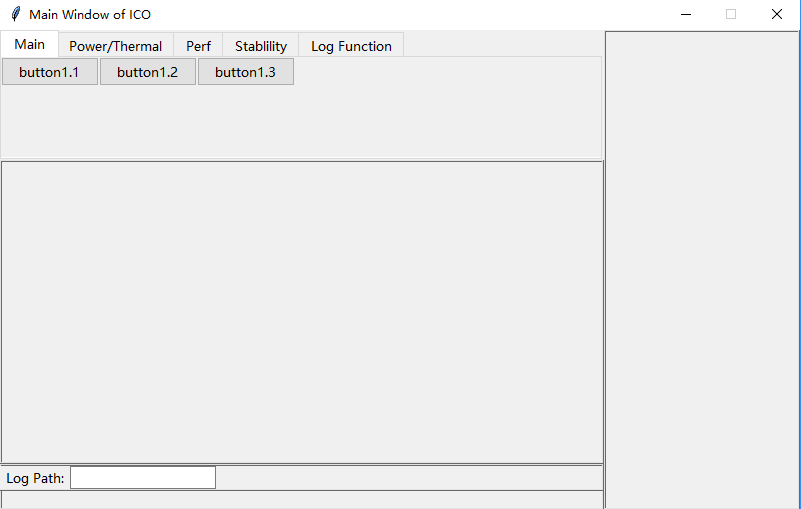 Main Window of ICO
Main Power/Thermal Perf Stablility Log Function
button1.1 button1.2 button1.3
Log Path: